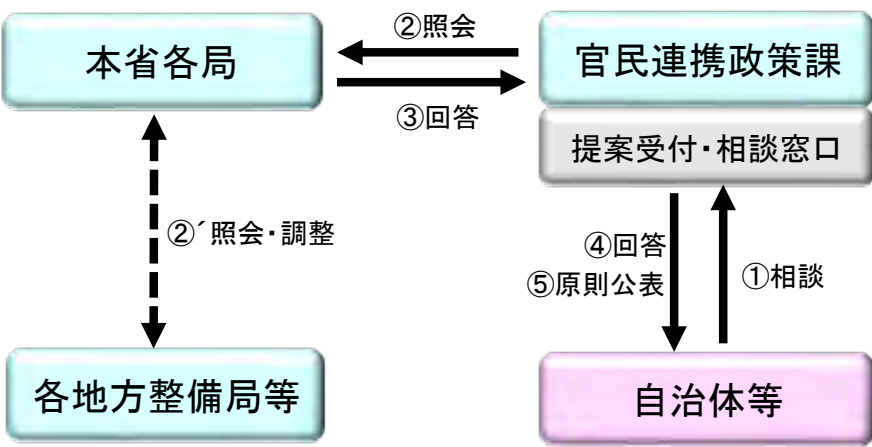 ②照会
本省各局
官民連携政策課
③回答
提案受付・相談窓口
②´照会・調整
④回答
⑤原則公表
①相談
各地方整備局等
自治体等